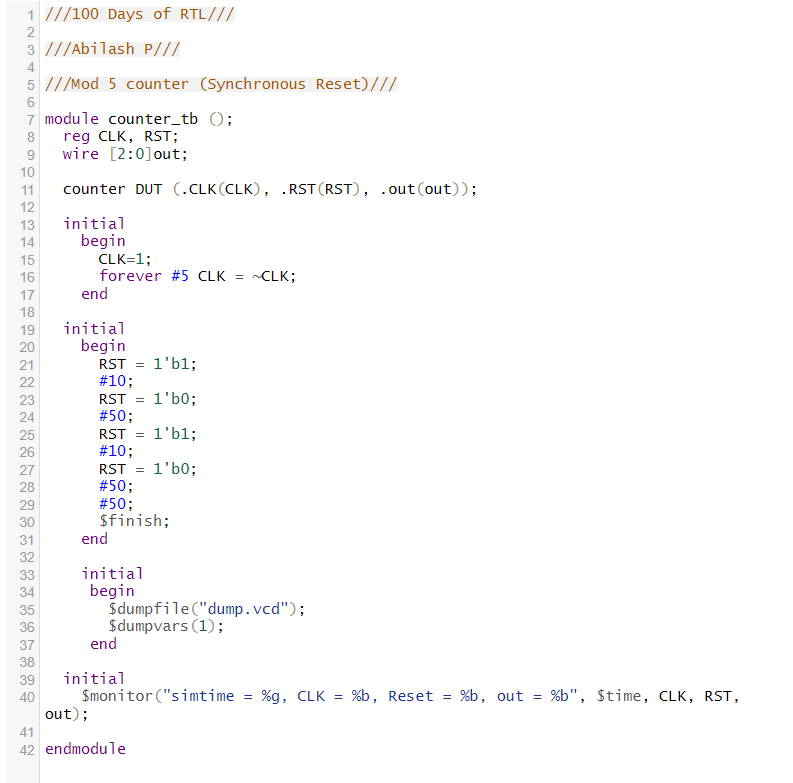 1 ///100 Days of RTL///
2
3 ///Abilash P///
4
5 ///Mod 5 counter (Synchronous Reset)///
6
7 module counter_tb ();
8   reg CLK, RST;
9   wire [2:0]out;
10
11   counter DUT (.CLK(CLK), .RST(RST), .out(out));
12
13   initial
14     begin
15       CLK=1;
16       forever #5 CLK = ~CLK;
17     end
18
19   initial
20     begin
21       RST = 1'b1;
22       #10;
23       RST = 1'b0;
24       #50;
25       RST = 1'b1;
26       #10;
27       RST = 1'b0;
28       #50;
29       #50;
30       $finish;
31     end
32
33     initial
34      begin
35        $dumpfile("dump.vcd");
36        $dumpvars(1);
37      end
38
39   initial
40     $monitor("simtime = %g, CLK = %b, Reset = %b, out = %b", $time, CLK, RST,
out);
41
42 endmodule